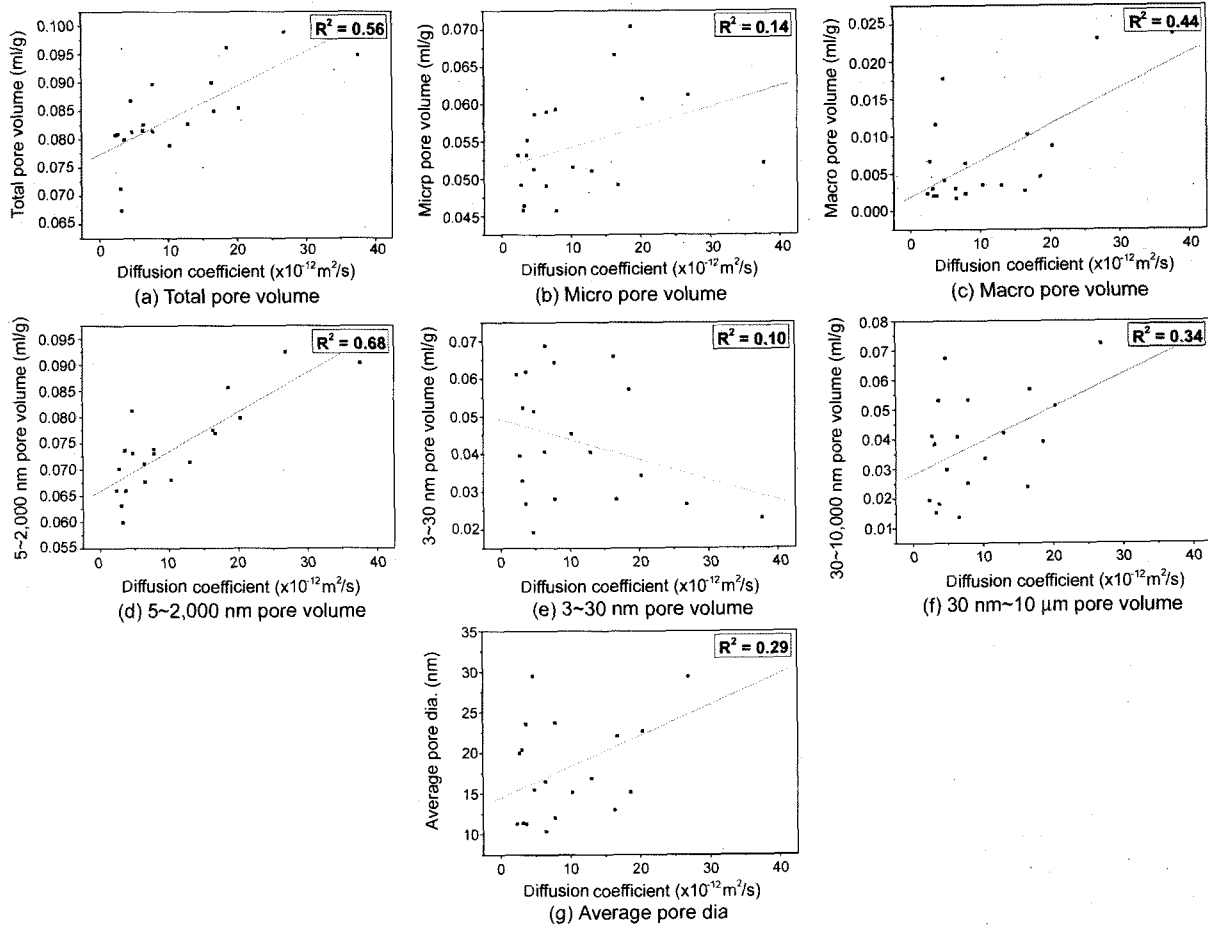 R² = 0.56
Total pore volume (ml/g)
0.100
0.095
0.090
0.085
0.080
0.075
0.070
0.065
0 10 20 30 40
Diffusion coefficient (x10⁻¹²m²/s)
(a) Total pore volume
R² = 0.14
Micrp pore volume (ml/g)
0.070
0.065
0.060
0.055
0.050
0.045
0 10 20 30 40
Diffusion coefficient (x10⁻¹²m²/s)
(b) Micro pore volume
R² = 0.44
Macro pore volume (ml/g)
0.025
0.020
0.015
0.010
0.005
0.000
0 10 20 30 40
Diffusion coefficient (x10⁻¹²m²/s)
(c) Macro pore volume
R² = 0.68
5~2,000 nm pore volume (ml/g)
0.095
0.090
0.085
0.080
0.075
0.070
0.065
0.060
0.055
0 10 20 30 40
Diffusion coefficient (x10⁻¹²m²/s)
(d) 5~2,000 nm pore volume
R² = 0.10
3~30 nm pore volume (ml/g)
0.07
0.06
0.05
0.04
0.03
0.02
0 10 20 30 40
Diffusion coefficient (x10⁻¹²m²/s)
(e) 3~30 nm pore volume
R² = 0.34
30~10,000 nm pore volume (ml/g)
0.08
0.07
0.06
0.05
0.04
0.03
0.02
0.01
0 10 20 30 40
Diffusion coefficient (x10⁻¹²m²/s)
(f) 30 nm~10 μm pore volume
R² = 0.29
Average pore dia. (nm)
35
30
25
20
15
10
0 10 20 30 40
Diffusion coefficient (x10⁻¹²m²/s)
(g) Average pore dia